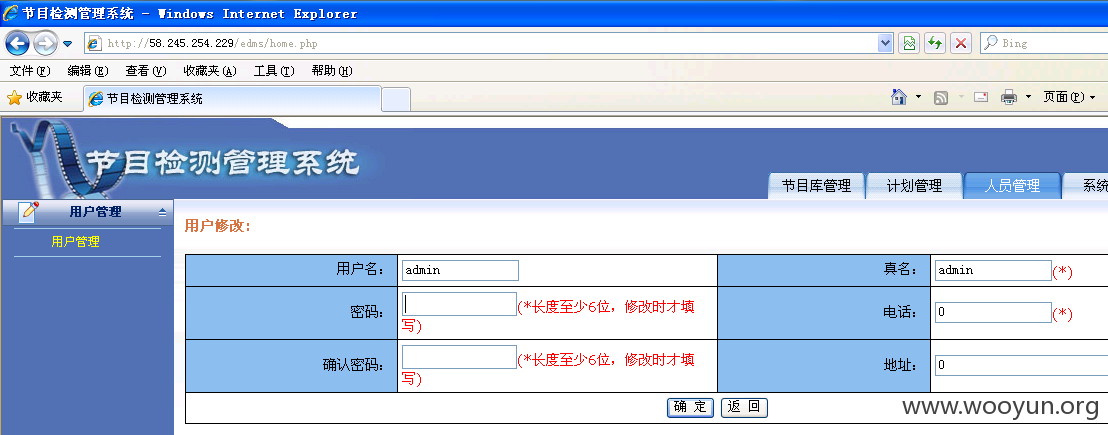 节目检测管理系统 - Windows Internet Explorer
http://58.245.254.229/edms/home.php
Bing
文件(F) 编辑(E) 查看(V) 收藏夹(A) 工具(T) 帮助(H)
收藏夹 节目检测管理系统 页面(P)
节目检测管理系统
节目库管理 计划管理 人员管理 系统
用户管理
用户管理
用户修改:
用户名: admin 真名: admin (*)
密码: (*长度至少6位，修改时才填写) 电话: 0 (*)
确认密码: (*长度至少6位，修改时才填写) 地址: 0
确 定 返 回
www.wooyun.org